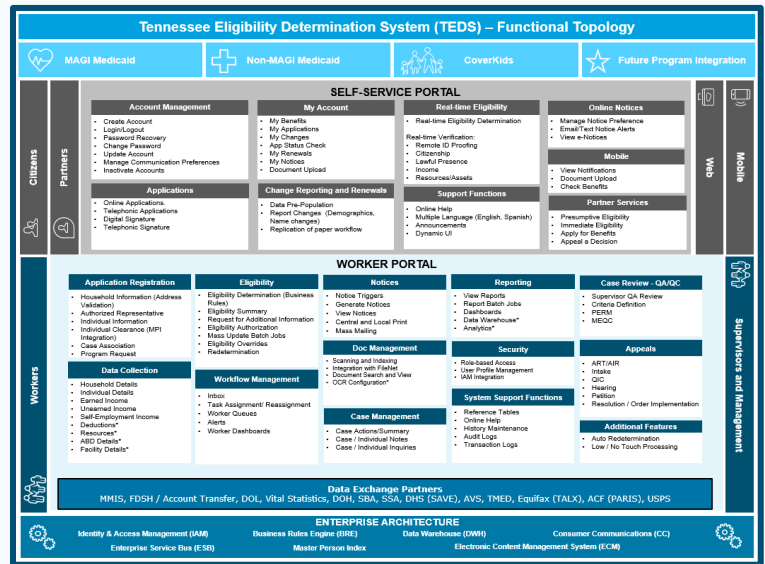 Tennessee Eligibility Determination System (TEDS) – Functional Topology
MAGI Medicaid
Non-MAGI Medicaid
CoverKids
Future Program Integration
Citizens
Partners
SELF-SERVICE PORTAL
Account Management
• Create Account
• Login/Logout
• Password Recovery
• Change Password
• Update Account
• Manage Communication Preferences
• Inactivate Accounts
My Account
• My Benefits
• My Applications
• My Changes
• App Status Check
• My Renewals
• My Notices
• Document Upload
Real-time Eligibility
• Real-time Eligibility Determination
Real-time Verification:
• Remote ID Proofing
• Citizenship
• Lawful Presence
• Income
• Resources/Assets
Online Notices
• Manage Notice Preference
• Email/Text Notice Alerts
• View e-Notices
Mobile
• View Notifications
• Document Upload
• Check Benefits
Applications
• Online Applications.
• Telephonic Applications
• Digital Signature
• Telephonic Signature
Change Reporting and Renewals
• Data Pre-Population
• Report Changes (Demographics,
Name changes)
• Replication of paper workflow
Support Functions
• Online Help
• Multiple Language (English, Spanish)
• Announcements
• Dynamic UI
Partner Services
• Presumptive Eligibility
• Immediate Eligibility
• Apply for Benefits
• Appeal a Decision
Web
Mobile
Workers
WORKER PORTAL
Application Registration
• Household Information (Address
Validation)
• Authorized Representative
• Individual Information
• Individual Clearance (MPI
Integration)
• Case Association
• Program Request
Data Collection
• Household Details
• Individual Details
• Earned Income
• Unearned Income
• Self-Employment Income
• Deductions*
• Resources*
• ABD Details*
• Facility Details*
Eligibility
• Eligibility Determination (Business
Rules)
• Eligibility Summary
• Request for Additional Information
• Eligibility Authorization
• Mass Update Batch Jobs
• Eligibility Overrides
• Redetermination
Workflow Management
• Inbox
• Task Assignment/ Reassignment
• Worker Queues
• Alerts
• Worker Dashboards
Notices
• Notice Triggers
• Generate Notices
• View Notices
• Central and Local Print
• Mass Mailing
Doc Management
• Scanning and Indexing
• Integration with FileNet
• Document Search and View
• OCR Configuration*
Case Management
• Case Actions/Summary
• Case / Individual Notes
• Case / Individual Inquiries
Reporting
• View Reports
• Report Batch Jobs
• Dashboards
• Data Warehouse*
• Analytics*
Security
• Role-based Access
• User Profile Management
• IAM Integration
System Support Functions
• Reference Tables
• Online Help
• History Maintenance
• Audit Logs
• Transaction Logs
Case Review - QA/QC
• Supervisor QA Review
• Criteria Definition
• PERM
• MEQC
Appeals
• ART/AIR
• Intake
• QIC
• Hearing
• Petition
• Resolution / Order Implementation
Additional Features
• Auto Redetermination
• Low / No Touch Processing
Supervisors and Management
Data Exchange Partners
MMIS, FDSH / Account Transfer, DOL, Vital Statistics, DOH, SBA, SSA, DHS (SAVE), AVS, TMED, Equifax (TALX), ACF (PARIS), USPS
ENTERPRISE ARCHITECTURE
Identity & Access Management (IAM)
Business Rules Engine (BRE)
Data Warehouse (DWH)
Consumer Communications (CC)
Enterprise Service Bus (ESB)
Master Person Index
Electronic Content Management System (ECM)